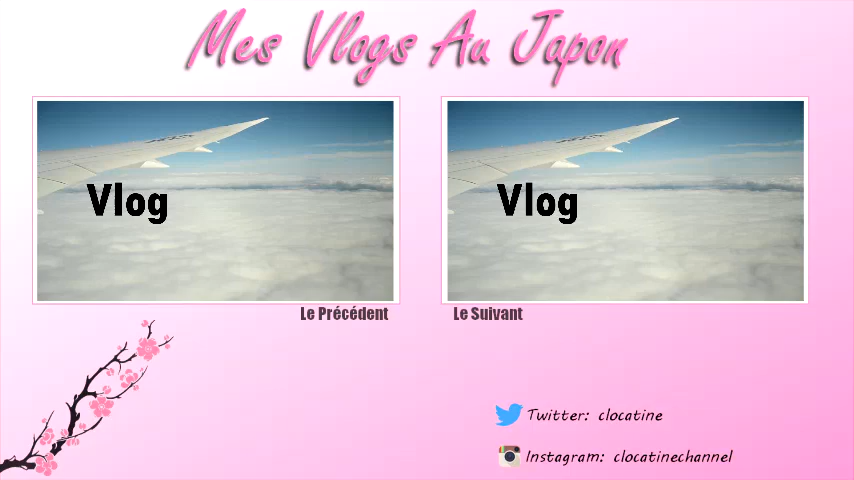 Mes Vlogs Au Japon
Vlog
Vlog
Le Précédent
Le Suivant
Twitter: clocatine
Instagram: clocatinechannel